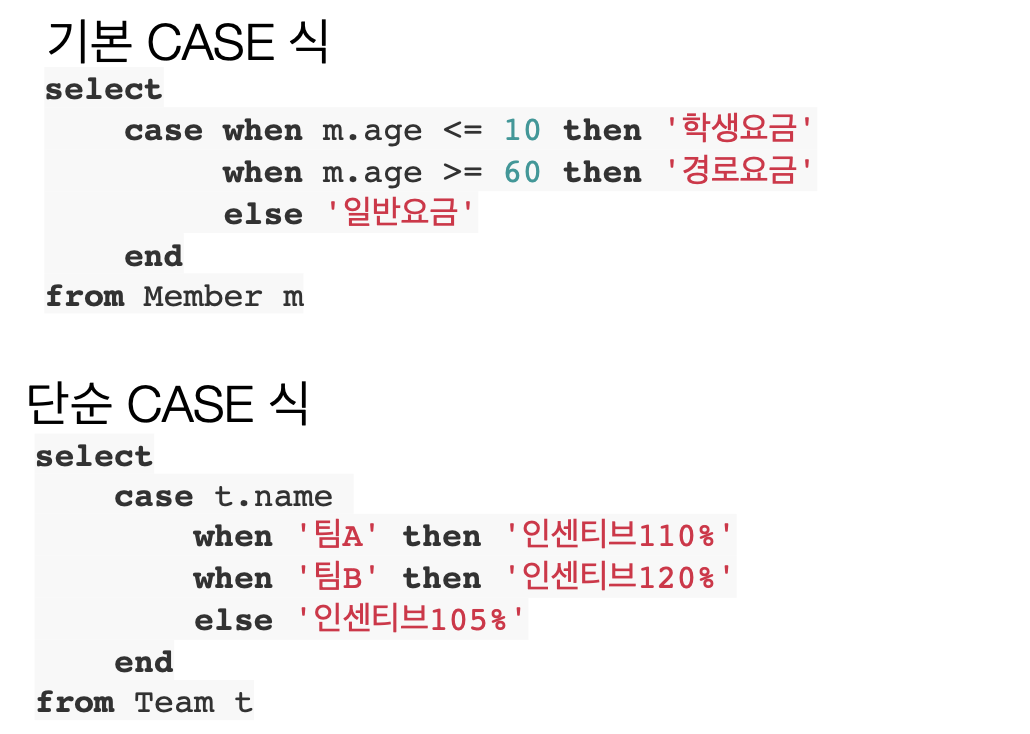 기본 CASE 식
select
case when m.age <= 10 then '학생요금'
when m.age >= 60 then '경로요금'
else '일반요금'
end
from Member m
단순 CASE 식
select
case t.name
when '팀A' then '인센티브110%'
when '팀B' then '인센티브120%'
else '인센티브105%'
end
from Team t